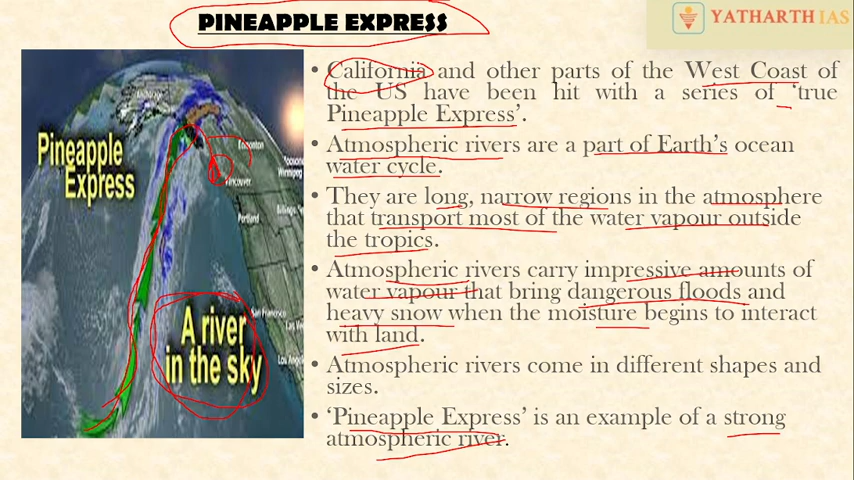 PINEAPPLE EXPRESS
YATHARTH IAS
Anchorage
Pineapple
Express
Edmonton
Winnipeg
Vancouver
Portland
San Francisco
A river
in the sky
• California and other parts of the West Coast of
the US have been hit with a series of ‘true
Pineapple Express’.
• Atmospheric rivers are a part of Earth’s ocean
water cycle.
• They are long, narrow regions in the atmosphere
that transport most of the water vapour outside
the tropics.
• Atmospheric rivers carry impressive amounts of
water vapour that bring dangerous floods and
heavy snow when the moisture begins to interact
with land.
• Atmospheric rivers come in different shapes and
sizes.
• ‘Pineapple Express’ is an example of a strong
atmospheric river.